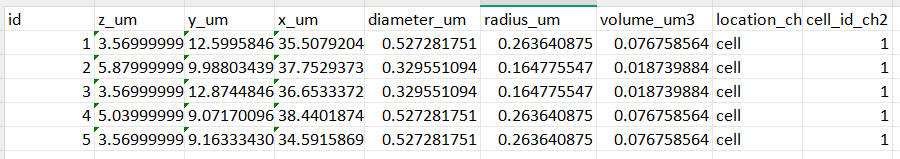 id z_um y_um x_um diameter_um radius_um volume_um3 location_ch cell_id_ch2
1 3.56999999 12.5995846 35.5079204 0.527281751 0.263640875 0.076758564 cell 1
2 5.87999999 9.98803439 37.7529373 0.329551094 0.164775547 0.018739884 cell 1
3 3.56999999 12.8744846 36.6533372 0.329551094 0.164775547 0.018739884 cell 1
4 5.03999999 9.07170096 38.4401874 0.527281751 0.263640875 0.076758564 cell 1
5 3.56999999 9.16333430 34.5915869 0.527281751 0.263640875 0.076758564 cell 1